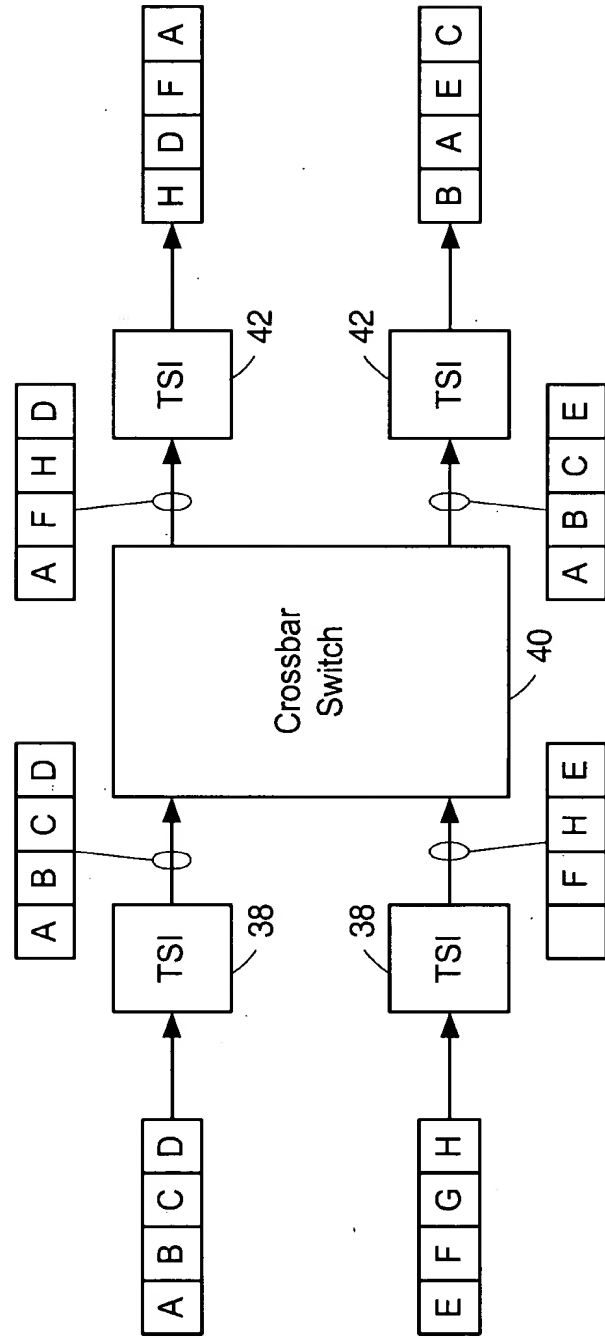 A B C D
A F H D
A B C D
TSI
TSI
H D F A
38
42
Crossbar
Switch
38
42
E F G H
TSI
TSI
B A E C
40
F H E
A B C E